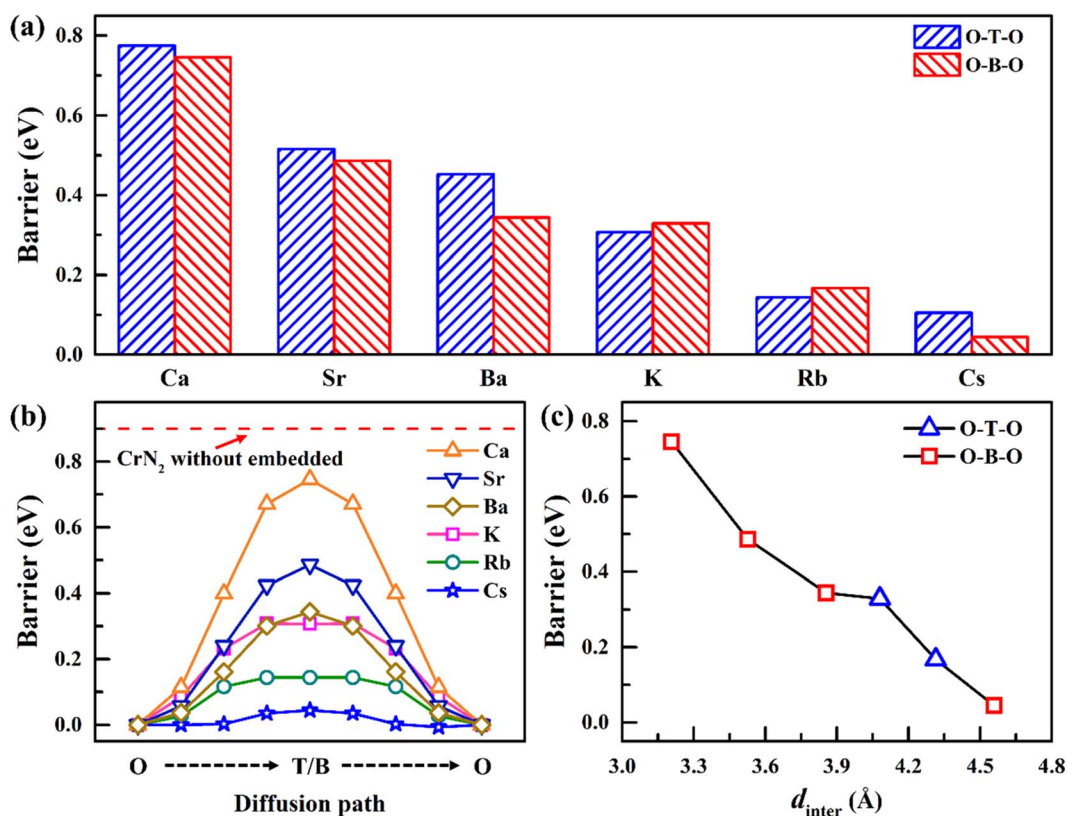 (a)
Barrier (eV)
0.8
0.6
0.4
0.2
0.0
O-T-O
O-B-O
Ca Sr Ba K Rb Cs
(b)
Barrier (eV)
0.8
0.6
0.4
0.2
0.0
CrN₂ without embedded
Ca
Sr
Ba
K
Rb
Cs
O T/B O
Diffusion path
(c)
Barrier (eV)
0.8
0.6
0.4
0.2
0.0
O-T-O
O-B-O
3.0 3.3 3.6 3.9 4.2 4.5 4.8
d_inter (Å)